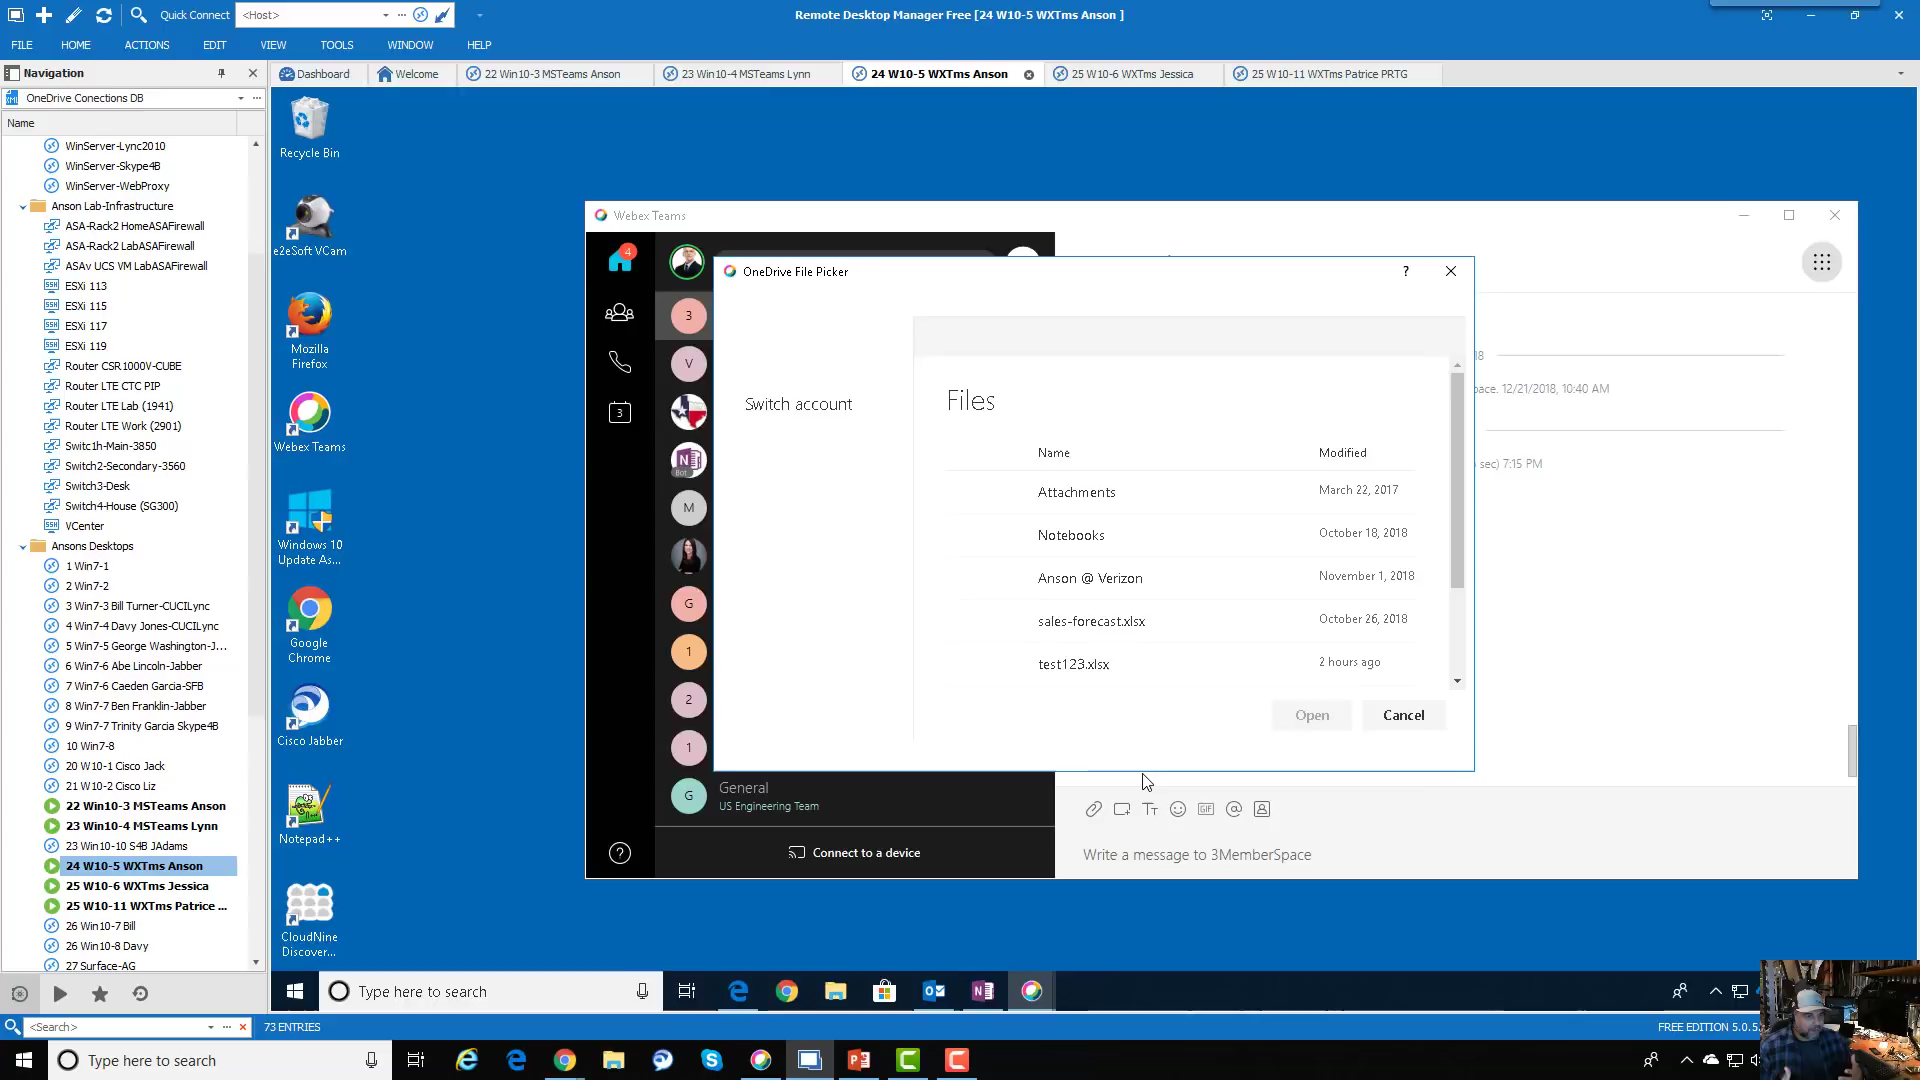 Quick Connect <Host>
Remote Desktop Manager Free [24 W10-5 WXTms Anson ]
FILE HOME ACTIONS EDIT VIEW TOOLS WINDOW HELP
Navigation
Dashboard Welcome 22 Win10-3 MSTeams Anson 23 Win10-4 MSTeams Lynn 24 W10-5 WXTms Anson 25 W10-6 WXTms Jessica 25 W10-11 WXTms Patrice PRTG
OneDrive Conections DB
Name
WinServer-Lync2010
WinServer-Skype4B
WinServer-WebProxy
Anson Lab-Infrastructure
ASA-Rack2 HomeASAFirewall
ASA-Rack2 LabASAFirewall
ASAv UCS VM LabASAFirewall
ESXi 113
ESXi 115
ESXi 117
ESXi 119
Router CSR1000V-CUBE
Router LTE CTC PIP
Router LTE Lab (1941)
Router LTE Work (2901)
Switc1h-Main-3850
Switch2-Secondary-3560
Switch3-Desk
Switch4-House (SG300)
VCenter
Ansons Desktops
1 Win7-1
2 Win7-2
3 Win7-3 Bill Turner-CUCILync
4 Win7-4 Davy Jones-CUCILync
5 Win7-5 George Washington-J...
6 Win7-6 Abe Lincoln-Jabber
7 Win7-6 Caeden Garcia-SFB
8 Win7-7 Ben Franklin-Jabber
9 Win7-7 Trinity Garcia Skype4B
10 Win7-8
20 W10-1 Cisco Jack
21 W10-2 Cisco Liz
22 Win10-3 MSTeams Anson
23 Win10-4 MSTeams Lynn
23 Win10-10 S4B JAdams
24 W10-5 WXTms Anson
25 W10-6 WXTms Jessica
25 W10-11 WXTms Patrice ...
26 Win10-7 Bill
26 Win10-8 Davy
27 Surface-AG
<Search>
73 ENTRIES
FREE EDITION 5.0.5.
Recycle Bin
e2eSoft VCam
Mozilla
Firefox
Webex Teams
Windows 10
Update As...
Google
Chrome
Cisco Jabber
Notepad++
CloudNine
Discover...
Webex Teams
4
3
3
V
N
Bot
M
G
1
2
1
G
General
US Engineering Team
Connect to a device
OneDrive File Picker
?
Switch account
Files
Name Modified
Attachments March 22, 2017
Notebooks October 18, 2018
Anson @ Verizon November 1, 2018
sales-forecast.xlsx October 26, 2018
test123.xlsx 2 hours ago
Open Cancel
18
pace. 12/21/2018, 10:40 AM
sec) 7:15 PM
GIF
Write a message to 3MemberSpace
Type here to search
Type here to search